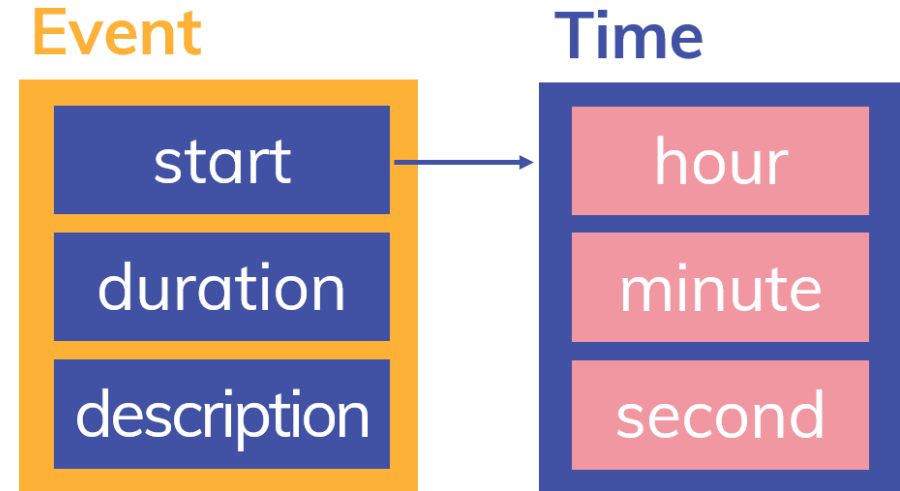 Event
start
duration
description
Time
hour
minute
second